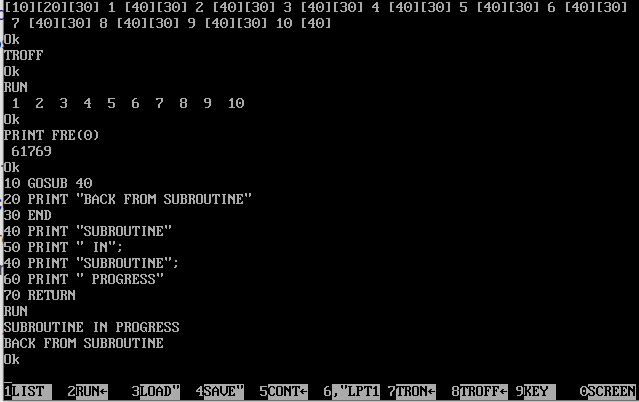 [10][20][30] 1 [40][30] 2 [40][30] 3 [40][30] 4 [40][30] 5 [40][30] 6 [40][30]
7 [40][30] 8 [40][30] 9 [40][30] 10 [40]
Ok
TROFF
Ok
RUN
1 2 3 4 5 6 7 8 9 10
Ok
PRINT FRE(0)
61769
Ok
10 GOSUB 40
20 PRINT "BACK FROM SUBROUTINE"
30 END
40 PRINT "SUBROUTINE"
50 PRINT " IN";
40 PRINT "SUBROUTINE";
60 PRINT " PROGRESS"
70 RETURN
RUN
SUBROUTINE IN PROGRESS
BACK FROM SUBROUTINE
Ok
1LIST 2RUN← 3LOAD" 4SAVE" 5CONT← 6,"LPT1 7TRON← 8TROFF← 9KEY 0SCREEN